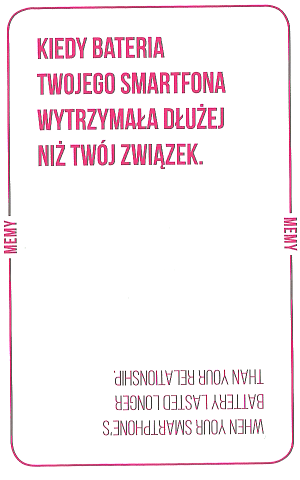 KIEDY BATERIA
TWOJEGO SMARTFONA
WYTRZYMAŁA DŁUŻEJ
NIŻ TWÓJ ZWIĄZEK.
MEMY
MEMY
WHEN YOUR SMARTPHONE'S
BATTERY LASTED LONGER
THAN YOUR RELATIONSHIP.